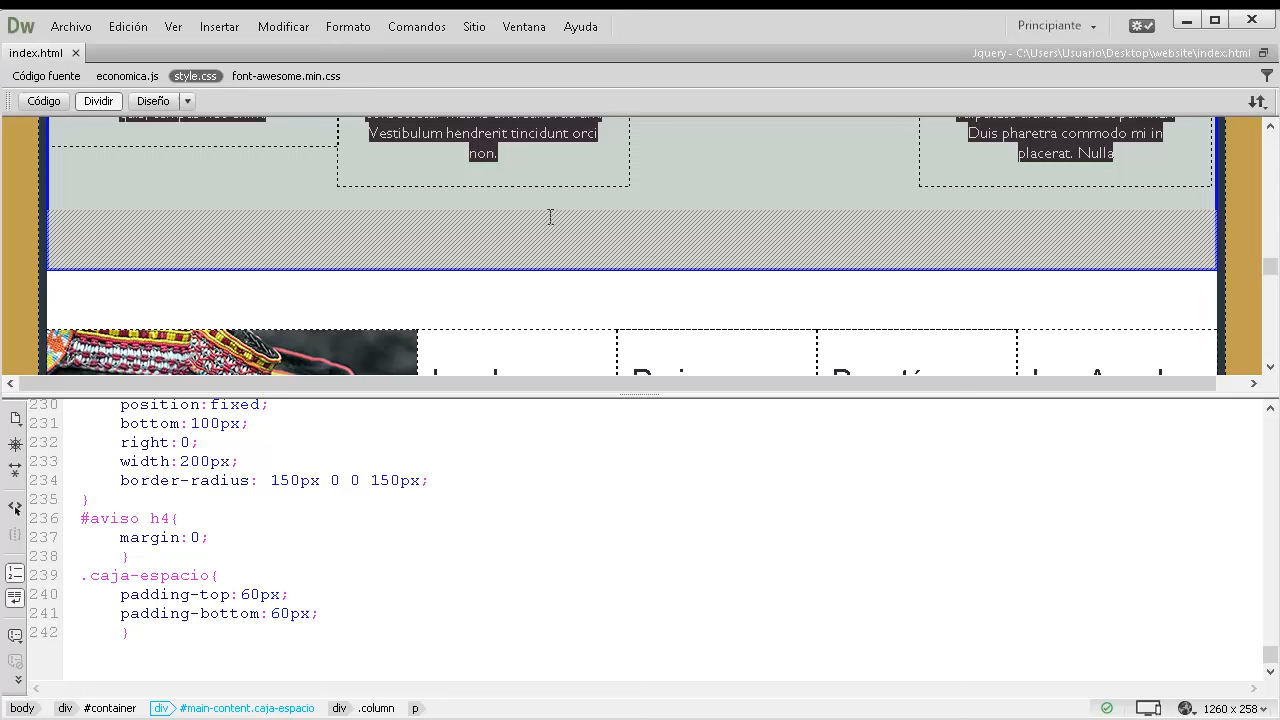 Dw Archivo Edición Ver Insertar Modificar Formato Comandos Sitio Ventana Ayuda Principiante
index.html Jquery - C:\Users\Usuario\Desktop\website\index.html
Código fuente economica.js style.css font-awesome.min.css
Código Dividir Diseño
Vestibulum hendrerit tincidunt orci
non.
Duis pharetra commodo mi in
placerat. Nulla
230 position:fixed;
231 bottom:100px;
232 right:0;
233 width:200px;
234 border-radius: 150px 0 0 150px;
235 }
236 #aviso h4{
237 margin:0;
238 }
239 .caja-espacio{
240 padding-top:60px;
241 padding-bottom:60px;
242 }
body div #container div #main-content.caja-espacio div .column p 1260 x 258